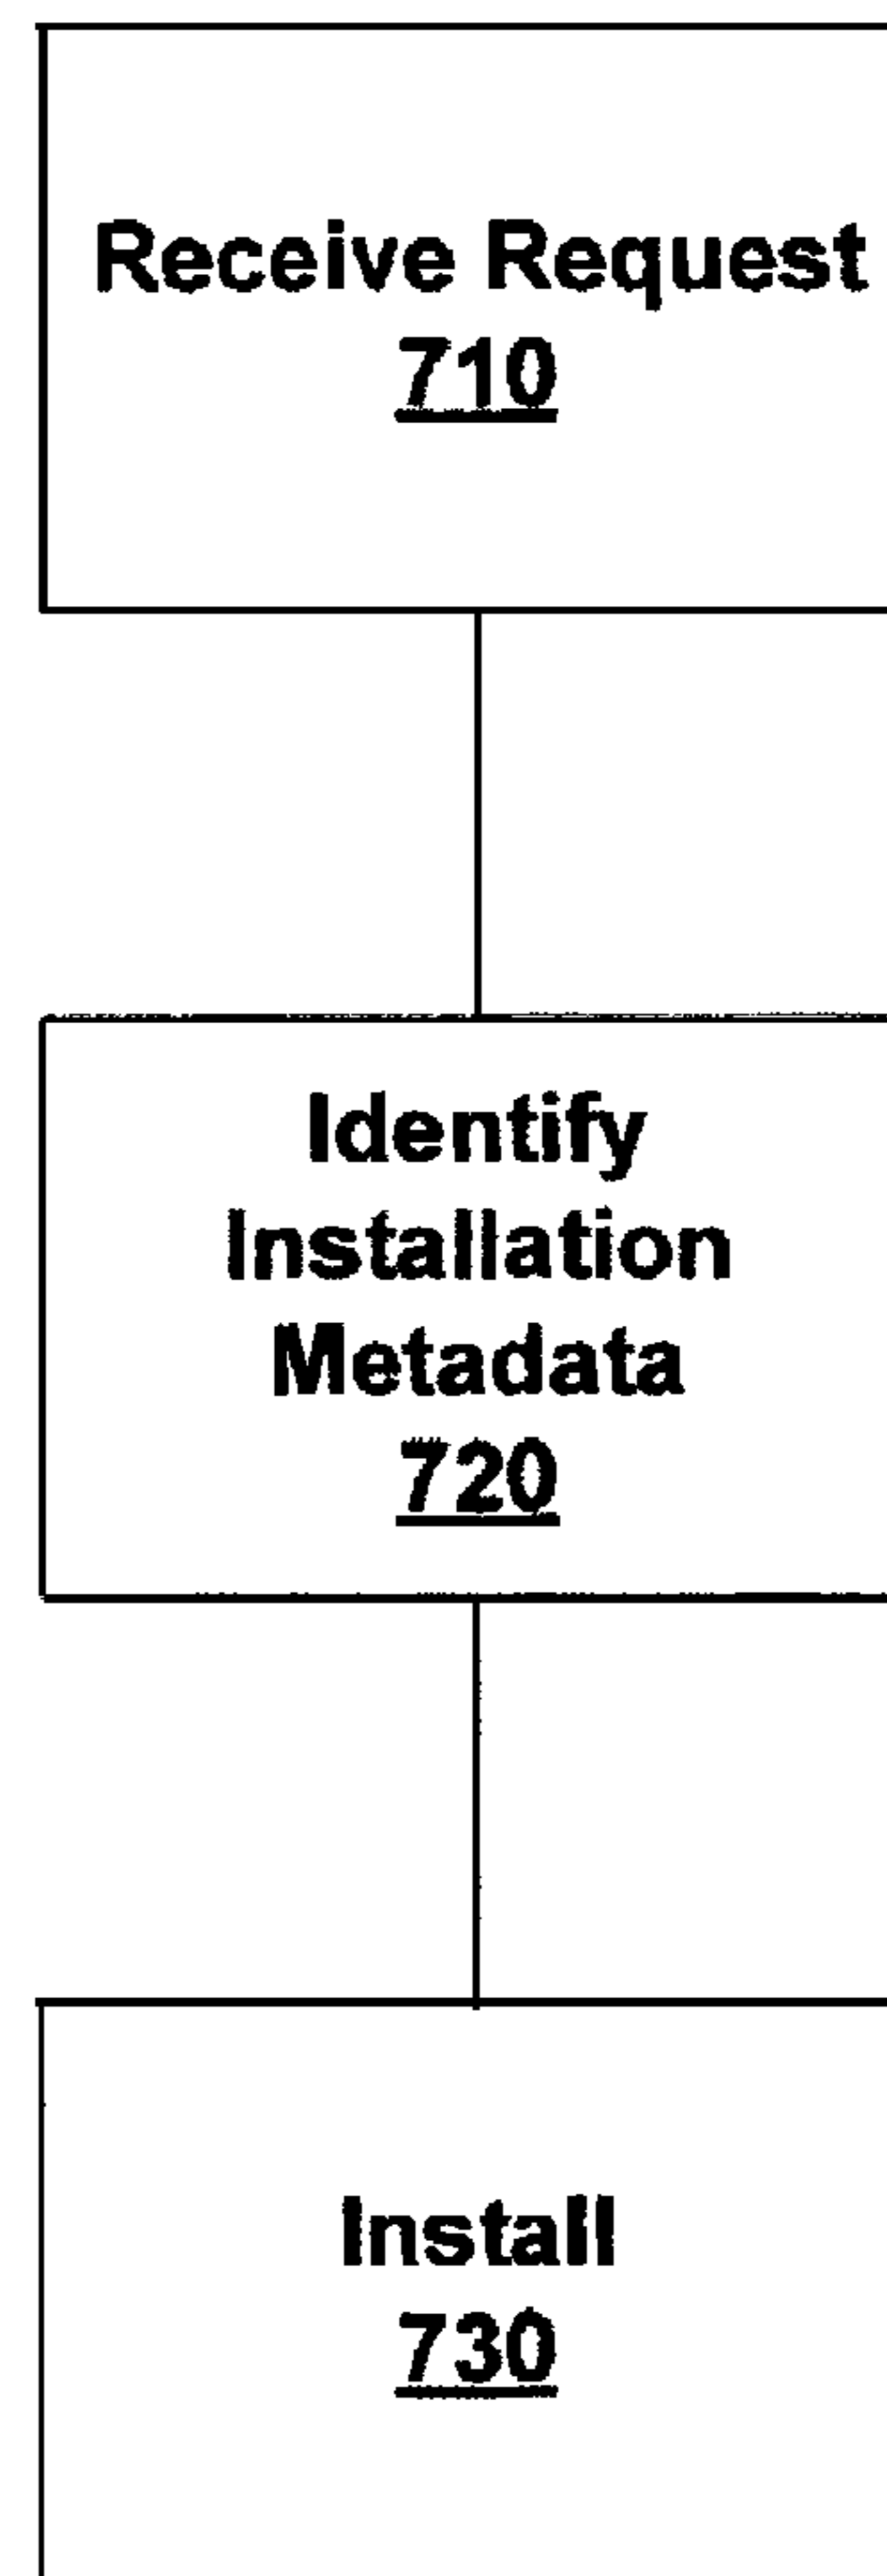 Receive Request
710
Identify
Installation
Metadata
720
Install
730